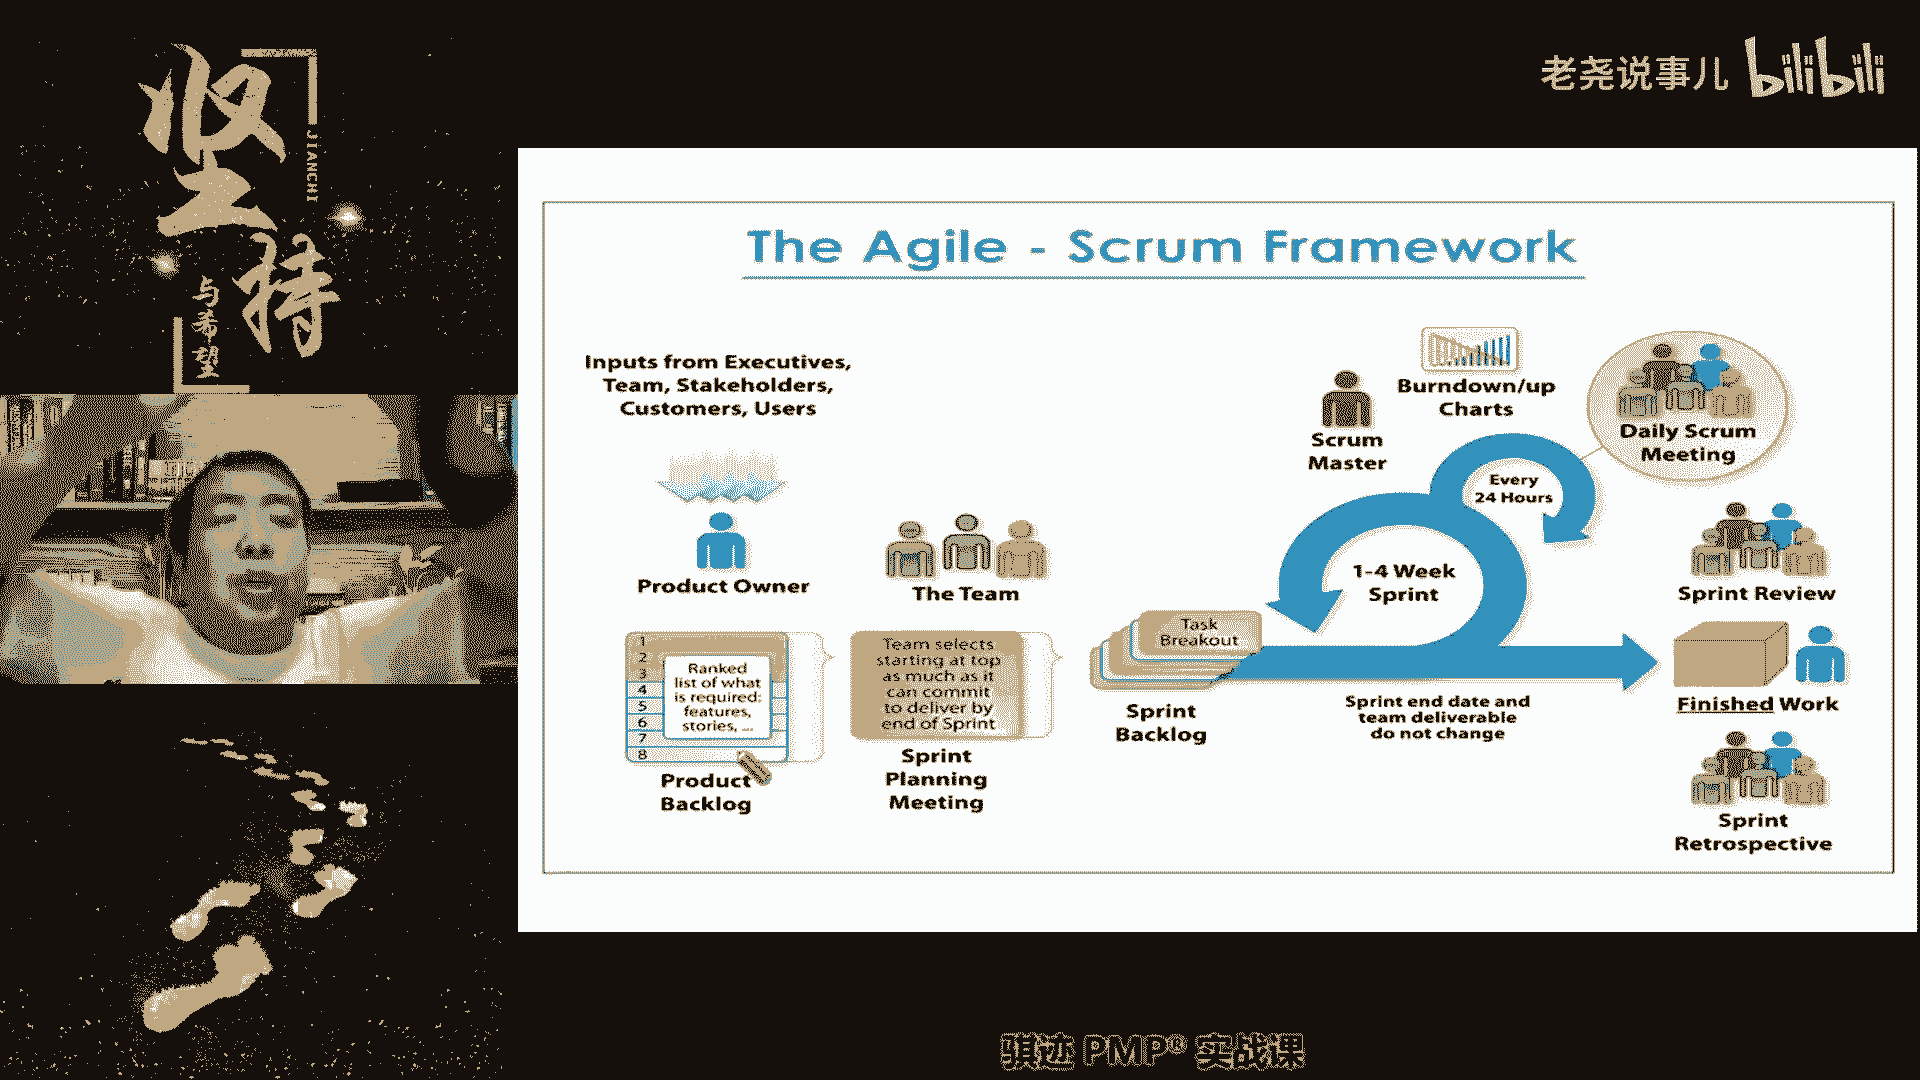 坚持
JIANCHI
与希望
老尧说事儿 bilibili
The Agile - Scrum Framework
Inputs from Executives,
Team, Stakeholders,
Customers, Users
Product Owner
The Team
1
2
3
4
5
6
7
8
Ranked
list of what
is required:
features,
stories, ...
Product
Backlog
Team selects
starting at top
as much as it
can commit
to deliver by
end of Sprint
Sprint
Planning
Meeting
Task
Breakout
Sprint
Backlog
Scrum
Master
Burndown/up
Charts
Every
24 Hours
Daily Scrum
Meeting
1-4 Week
Sprint
Sprint end date and
team deliverable
do not change
Sprint Review
Finished Work
Sprint
Retrospective
骐迹 PMP® 实战课